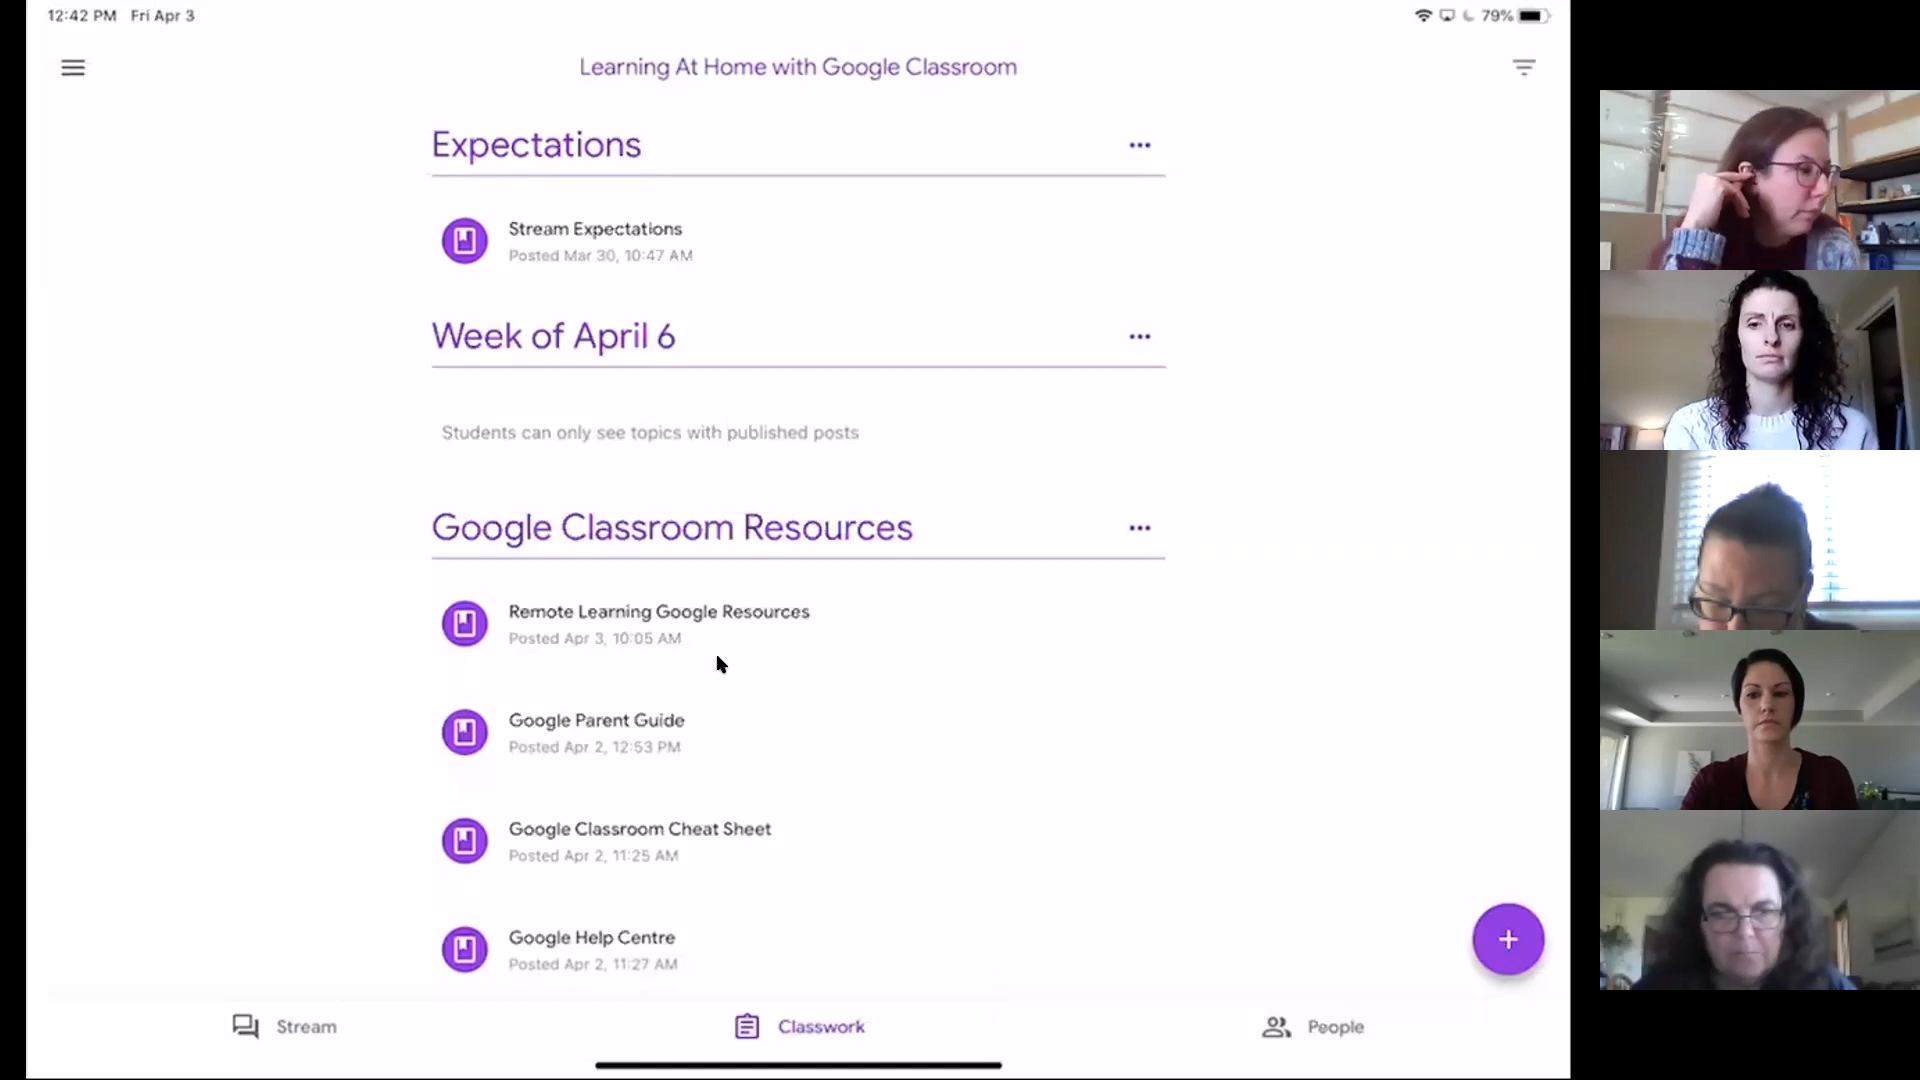 12:42 PM Fri Apr 3
79%
Learning At Home with Google Classroom
Expectations
Stream Expectations
Posted Mar 30, 10:47 AM
Week of April 6
Students can only see topics with published posts
Google Classroom Resources
Remote Learning Google Resources
Posted Apr 3, 10:05 AM
Google Parent Guide
Posted Apr 2, 12:53 PM
Google Classroom Cheat Sheet
Posted Apr 2, 11:25 AM
Google Help Centre
Posted Apr 2, 11:27 AM
Stream
Classwork
People